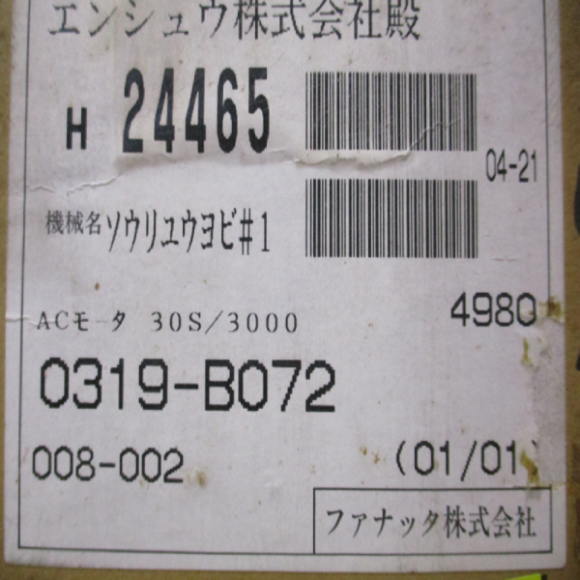 エンシュウ株式会社殿
H 24465
04-21
機械名 ソウリユウヨビ#1
ACモータ 30S/3000
4980
0319-B072
008-002
(01/01)
ファナッタ株式会社